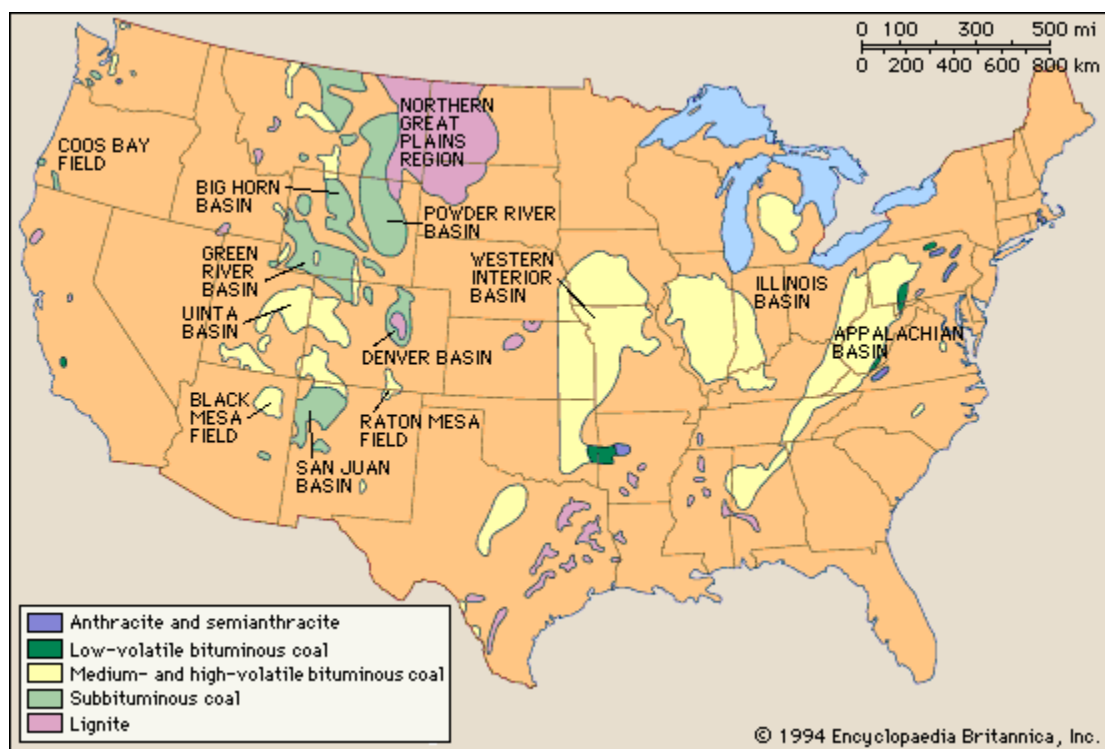 0 100 300 500 mi
0 200 400 600 800 km
NORTHERN
GREAT
PLAINS
REGION
COOS BAY
FIELD
BIG HORN
BASIN
POWDER RIVER
BASIN
GREEN
RIVER
BASIN
WESTERN
INTERIOR
BASIN
ILLINOIS
BASIN
UINTA
BASIN
APPALACHIAN
BASIN
DENVER BASIN
BLACK
MESA
FIELD
RATON MESA
FIELD
SAN JUAN
BASIN
Anthracite and semianthracite
Low-volatile bituminous coal
Medium- and high-volatile bituminous coal
Subbituminous coal
Lignite
© 1994 Encyclopaedia Britannica, Inc.